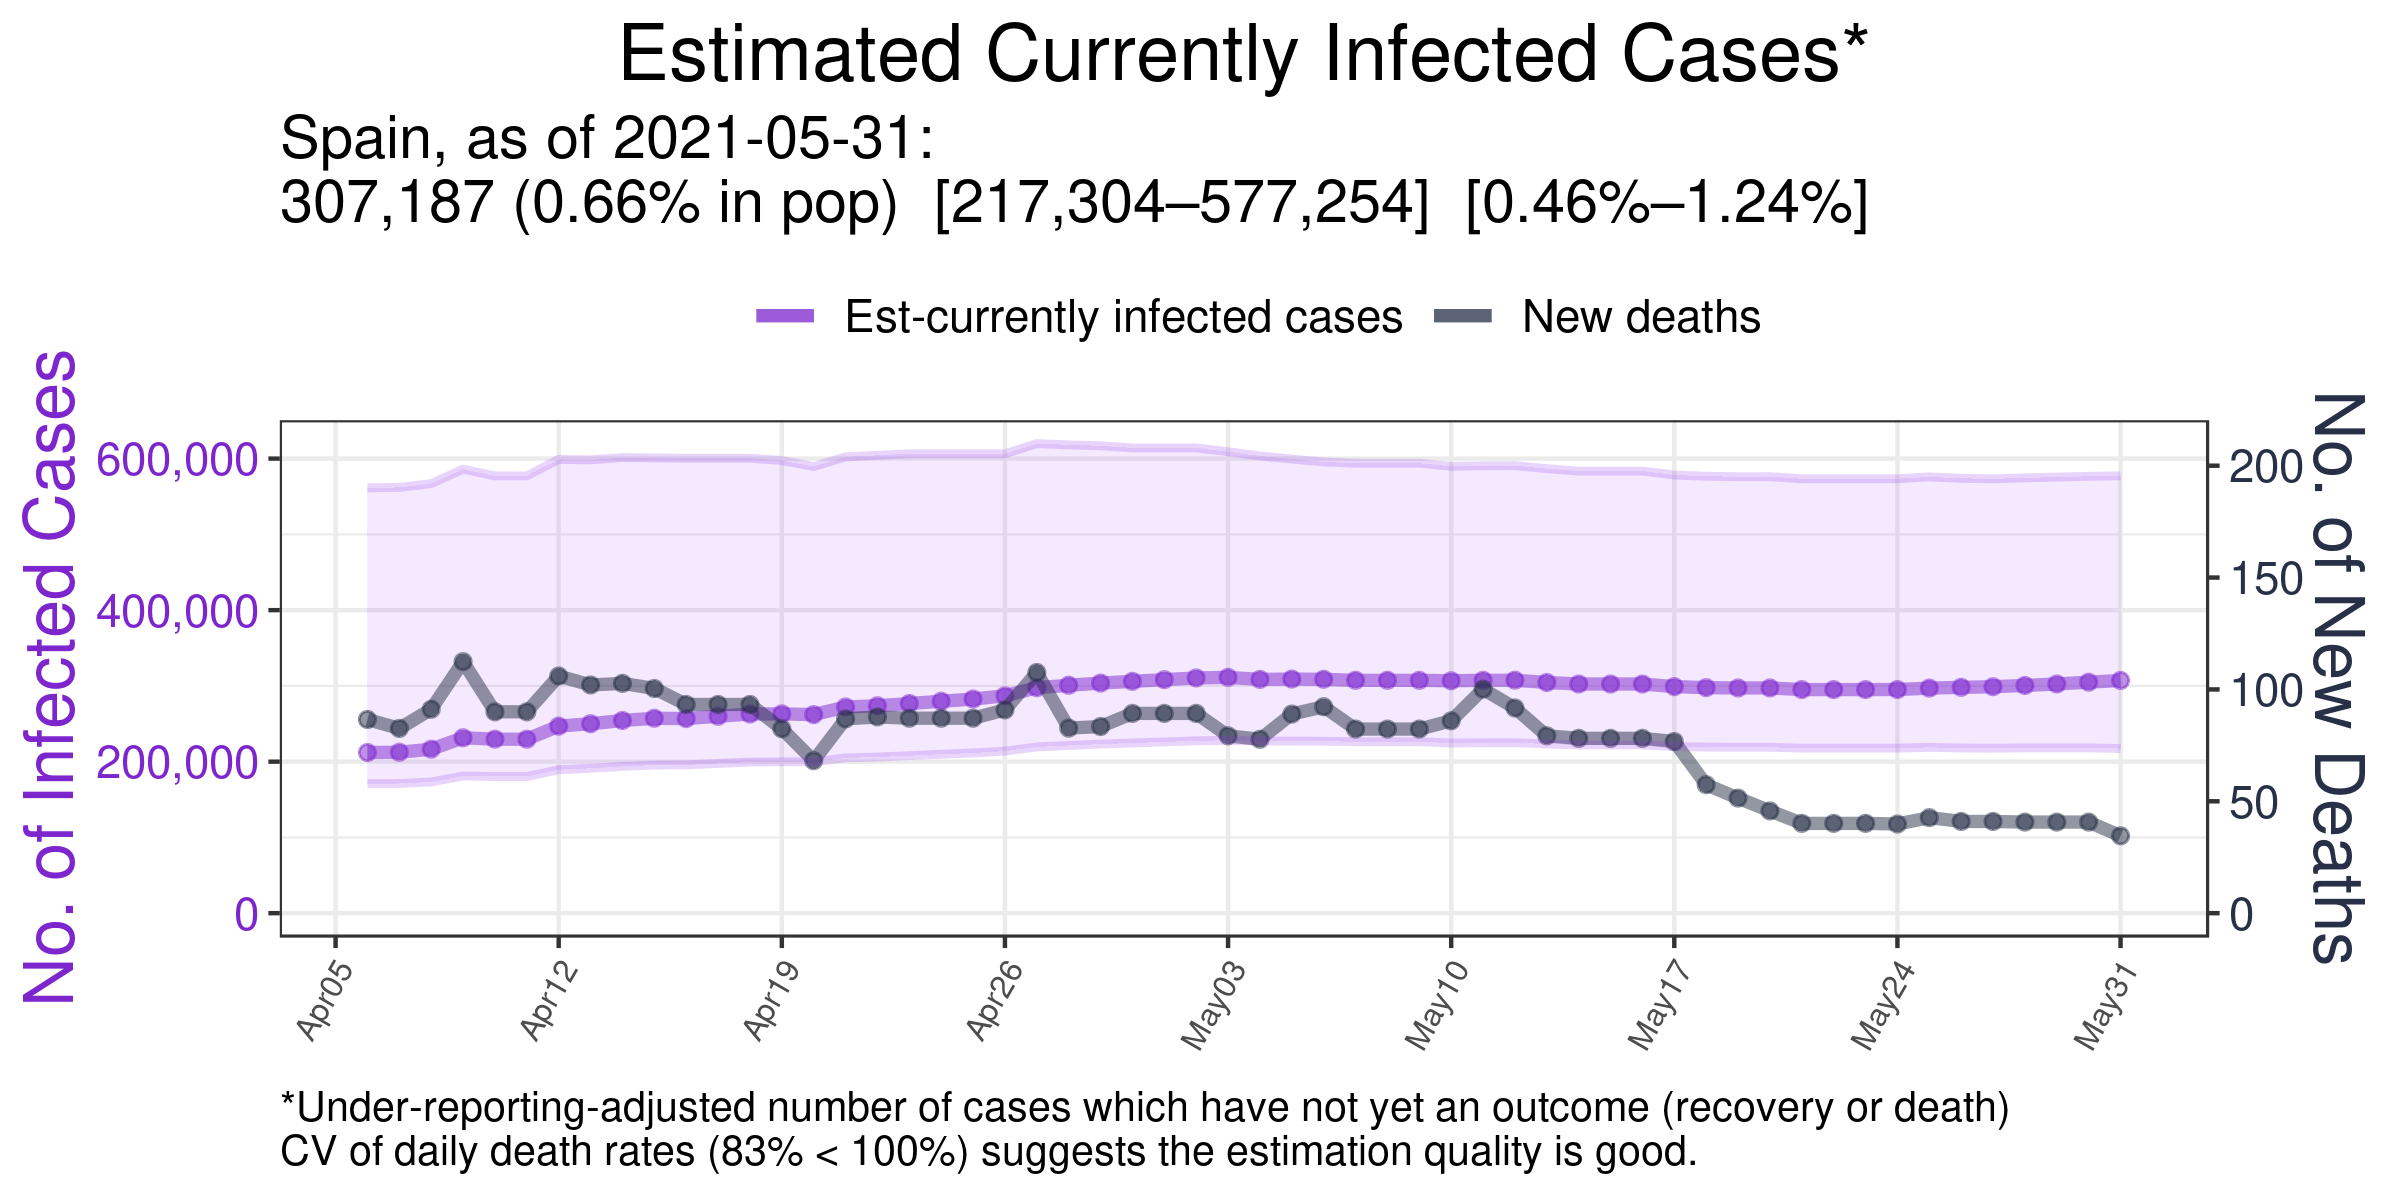 Estimated Currently Infected Cases*
Spain, as of 2021-05-31:
307,187 (0.66% in pop)  [217,304–577,254]  [0.46%–1.24%]
Est-currently infected cases
New deaths
No. of Infected Cases
600,000
400,000
200,000
0
200
150
100
50
0
No. of New Deaths
Apr05
Apr12
Apr19
Apr26
May03
May10
May17
May24
May31
*Under-reporting-adjusted number of cases which have not yet an outcome (recovery or death)
CV of daily death rates (83% < 100%) suggests the estimation quality is good.